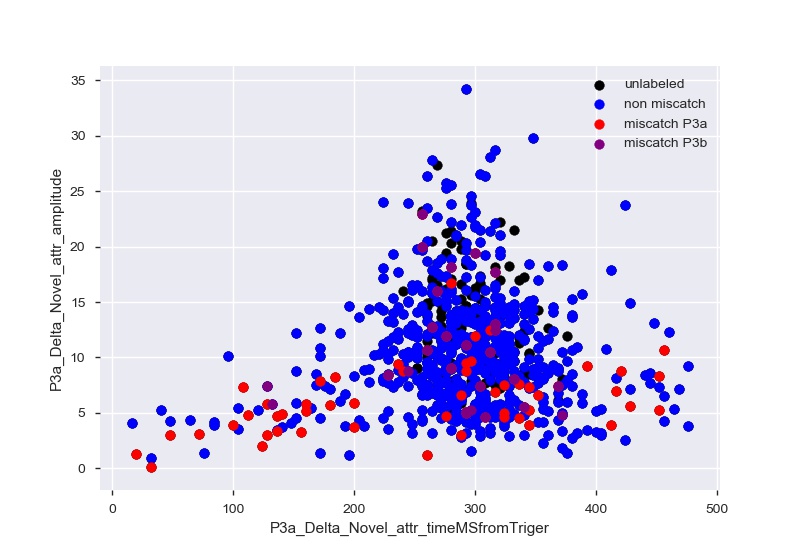 35
30
25
20
15
10
5
0
P3a_Delta_Novel_attr_amplitude
unlabeled
non miscatch
miscatch P3a
miscatch P3b
0 100 200 300 400 500
P3a_Delta_Novel_attr_timeMSfromTriger